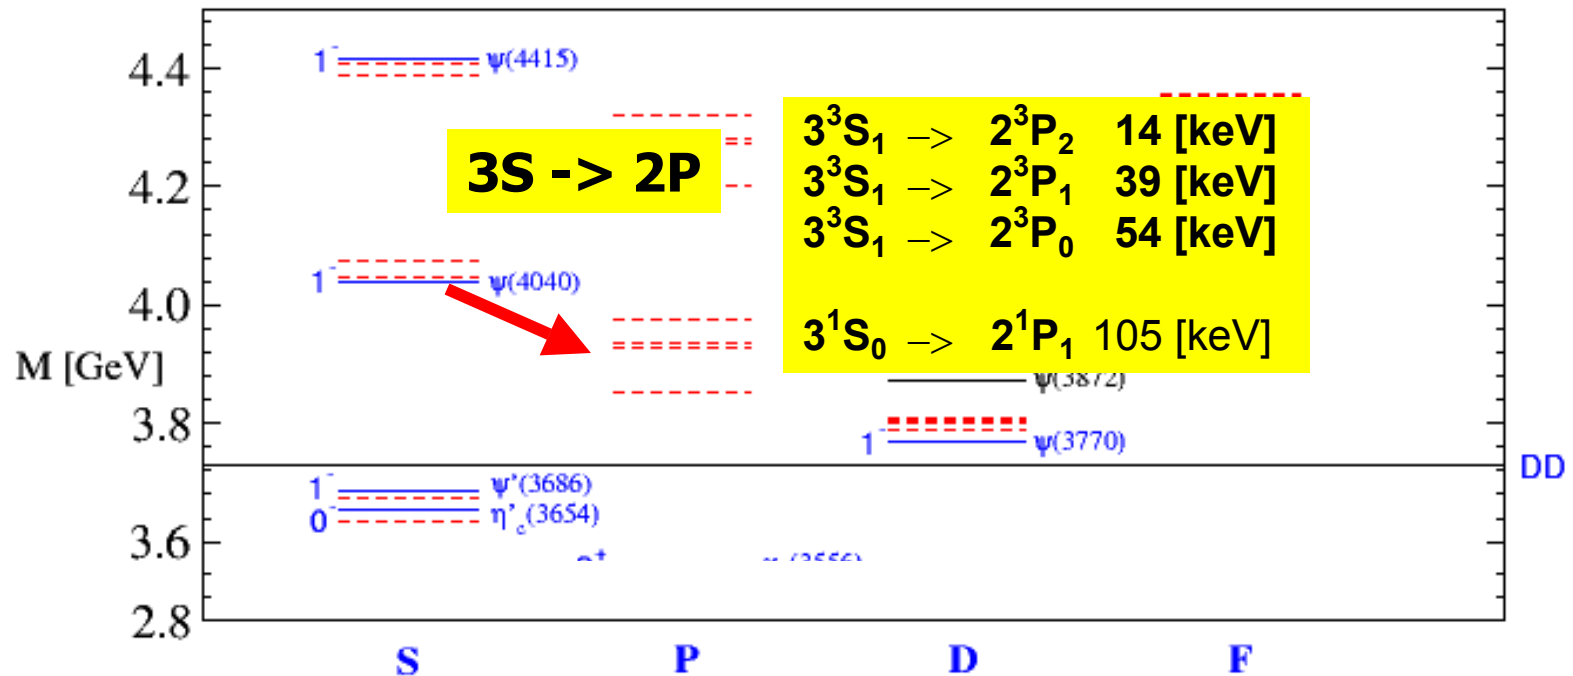 4.4
1⁻ ψ(4415)
3³S₁ –> 2³P₂ 14 [keV]
3S -> 2P
4.2
3³S₁ –> 2³P₁ 39 [keV]
3³S₁ –> 2³P₀ 54 [keV]
1⁻ ψ(4040)
4.0
3¹S₀ –> 2¹P₁ 105 [keV]
M [GeV]
ψ(3872)
3.8
1⁻ ψ(3770)
DD
1⁻ ψ'(3686)
0⁻ η'c(3654)
3.6
(3556)
2.8
S P D F